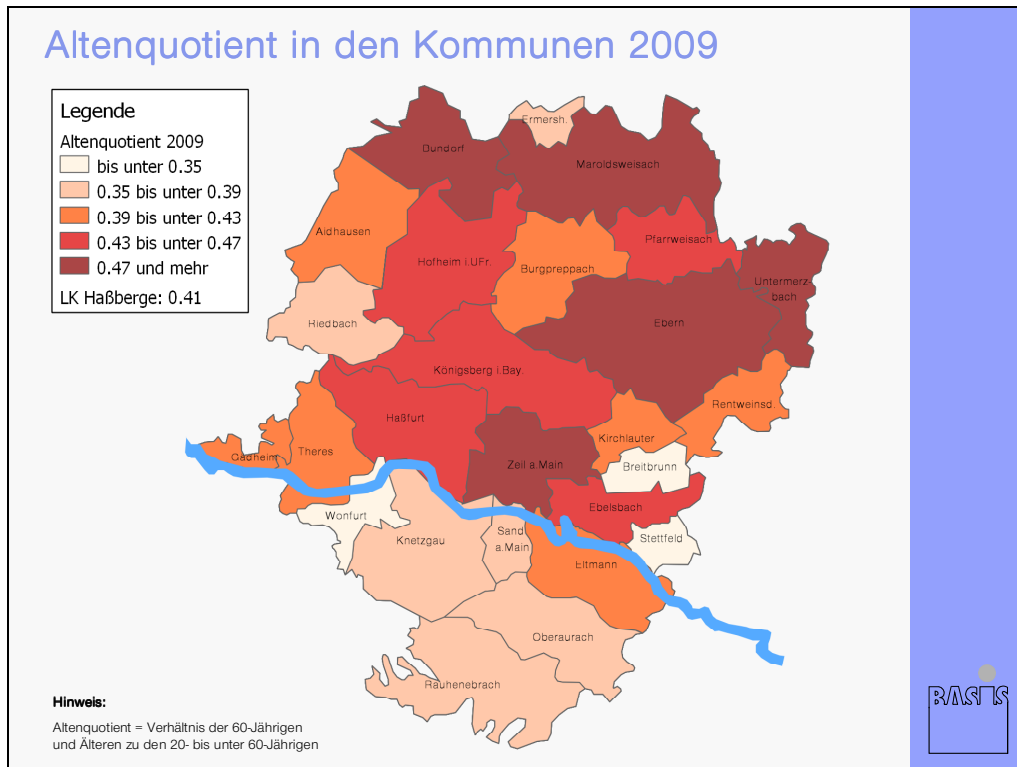 Altenquotient in den Kommunen 2009
Legende
Altenquotient 2009
bis unter 0.35
0.35 bis unter 0.39
0.39 bis unter 0.43
0.43 bis unter 0.47
0.47 und mehr
LK Haßberge: 0.41
Ermersh.
Dundorf
Maroldsweisach
Aidhausen
Pfarrweisach
Hofheim i.UFr.
Burgpreppach
Untermerz-
bach
Riedbach
Ebern
Königsberg i.Bay.
Rentweinsd.
Haßfurt
Kirchlauter
Theres
Gädheim
Zeil a.Main
Breitbrunn
Ebelsbach
Wonfurt
Knetzgau
Sand
a.Main
Stettfeld
Eltmann
Oberaurach
Rauhenebrach
Hinweis:
Altenquotient = Verhältnis der 60-Jährigen
und Älteren zu den 20- bis unter 60-Jährigen
BASIS